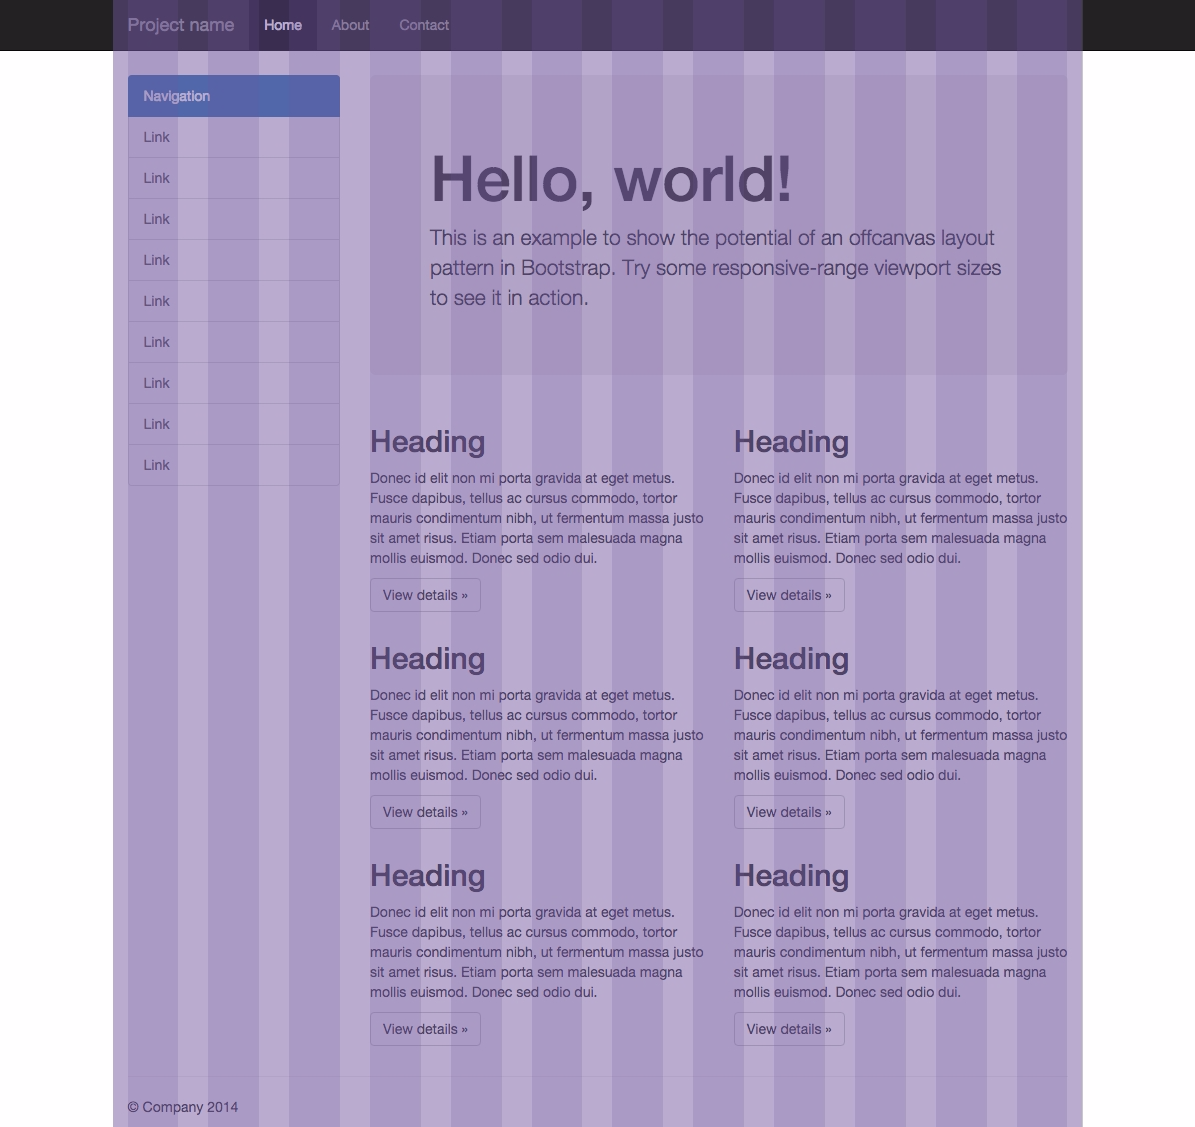 Project name Home About Contact
Navigation
Link
Link
Link
Link
Link
Link
Link
Link
Link
Hello, world!
This is an example to show the potential of an offcanvas layout
pattern in Bootstrap. Try some responsive-range viewport sizes
to see it in action.
Heading
Donec id elit non mi porta gravida at eget metus.
Fusce dapibus, tellus ac cursus commodo, tortor
mauris condimentum nibh, ut fermentum massa justo
sit amet risus. Etiam porta sem malesuada magna
mollis euismod. Donec sed odio dui.
View details »
Heading
Donec id elit non mi porta gravida at eget metus.
Fusce dapibus, tellus ac cursus commodo, tortor
mauris condimentum nibh, ut fermentum massa justo
sit amet risus. Etiam porta sem malesuada magna
mollis euismod. Donec sed odio dui.
View details »
Heading
Donec id elit non mi porta gravida at eget metus.
Fusce dapibus, tellus ac cursus commodo, tortor
mauris condimentum nibh, ut fermentum massa justo
sit amet risus. Etiam porta sem malesuada magna
mollis euismod. Donec sed odio dui.
View details »
Heading
Donec id elit non mi porta gravida at eget metus.
Fusce dapibus, tellus ac cursus commodo, tortor
mauris condimentum nibh, ut fermentum massa justo
sit amet risus. Etiam porta sem malesuada magna
mollis euismod. Donec sed odio dui.
View details »
Heading
Donec id elit non mi porta gravida at eget metus.
Fusce dapibus, tellus ac cursus commodo, tortor
mauris condimentum nibh, ut fermentum massa justo
sit amet risus. Etiam porta sem malesuada magna
mollis euismod. Donec sed odio dui.
View details »
Heading
Donec id elit non mi porta gravida at eget metus.
Fusce dapibus, tellus ac cursus commodo, tortor
mauris condimentum nibh, ut fermentum massa justo
sit amet risus. Etiam porta sem malesuada magna
mollis euismod. Donec sed odio dui.
View details »
© Company 2014